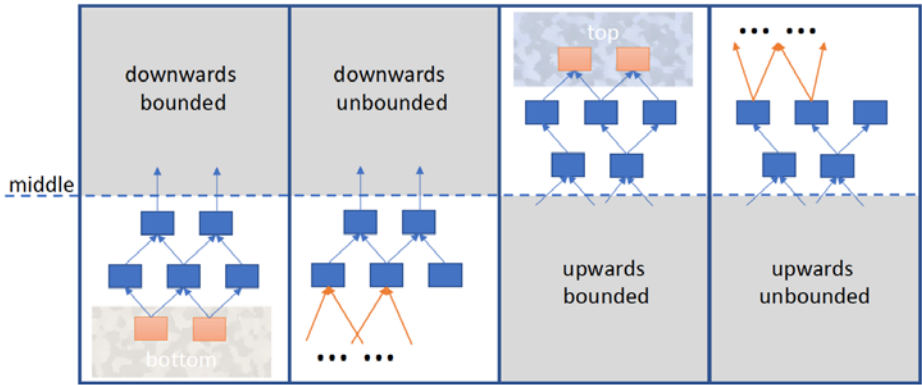 downwards
bounded
downwards
unbounded
top
... ...
middle
upwards
bounded
upwards
unbounded
bottom
... ...